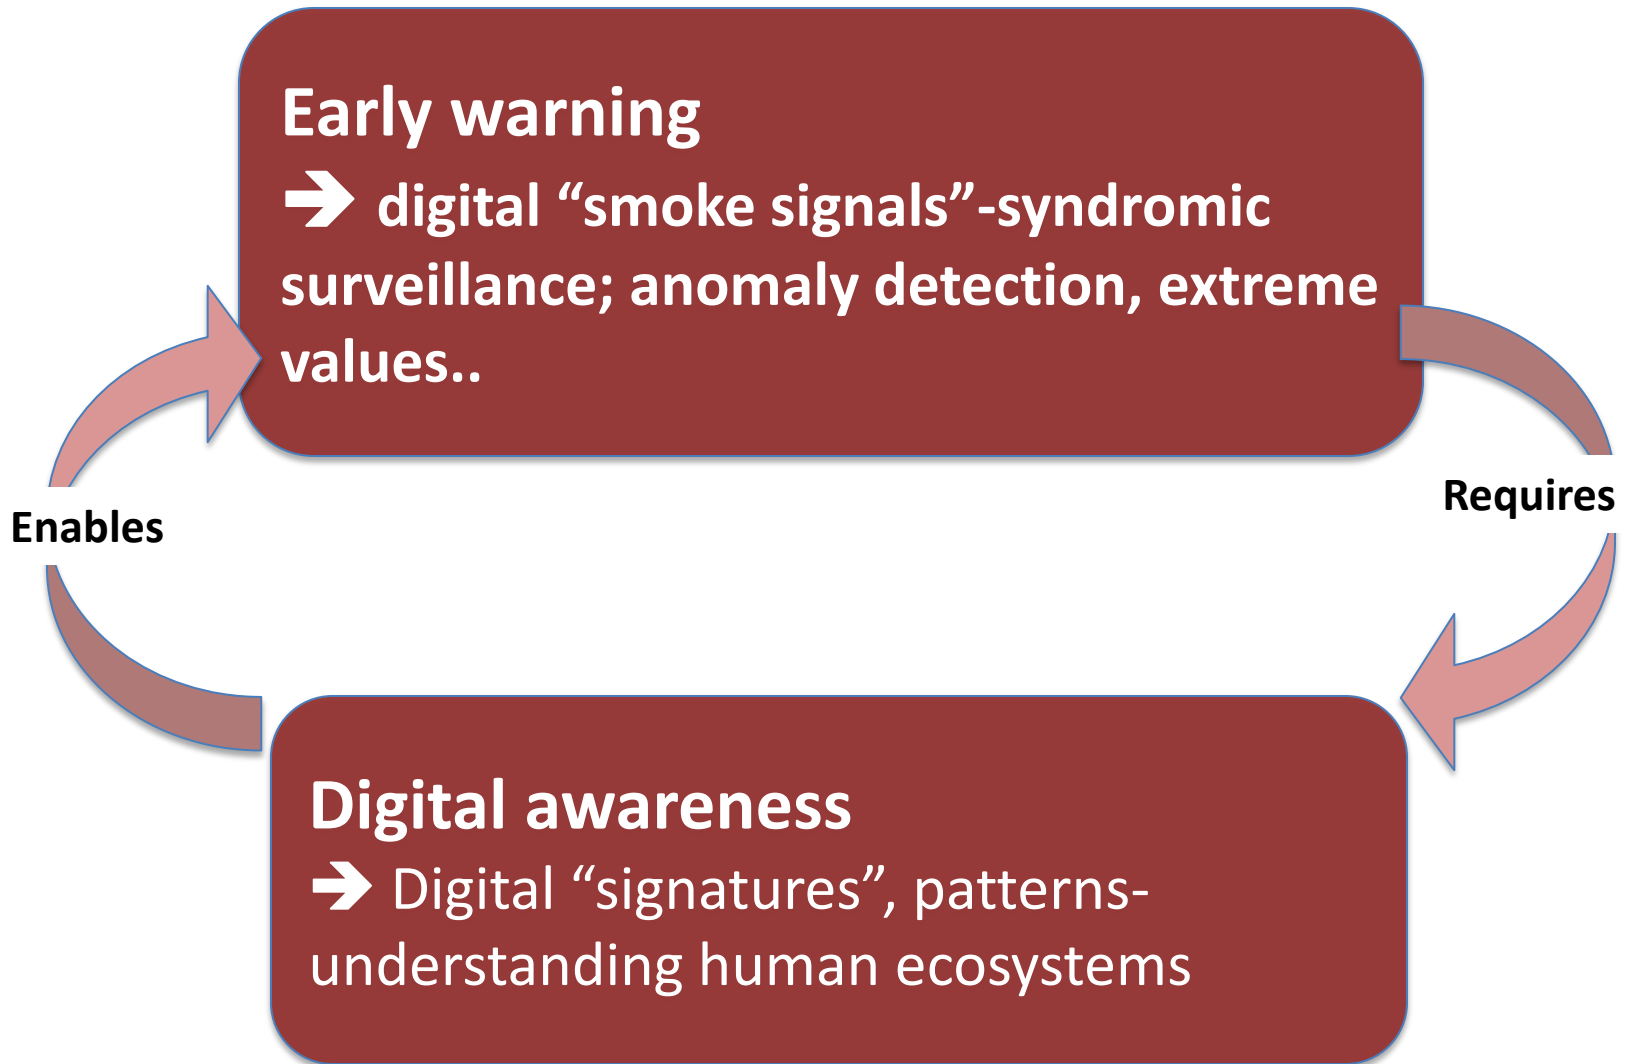 Early warning
➔ digital “smoke signals”-syndromic
surveillance; anomaly detection, extreme
values..
Requires
Enables
Digital awareness
➔ Digital “signatures”, patterns-
understanding human ecosystems